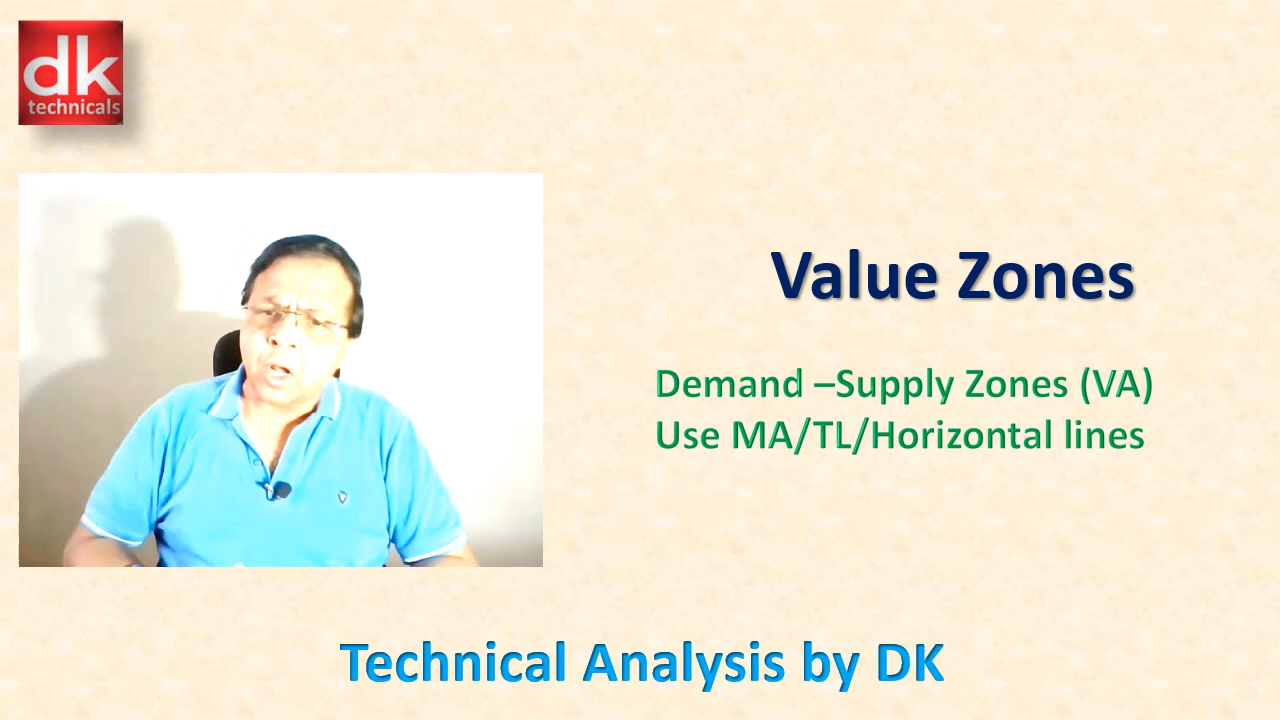 dk
technicals
Value Zones
Demand –Supply Zones (VA)
Use MA/TL/Horizontal lines
Technical Analysis by DK